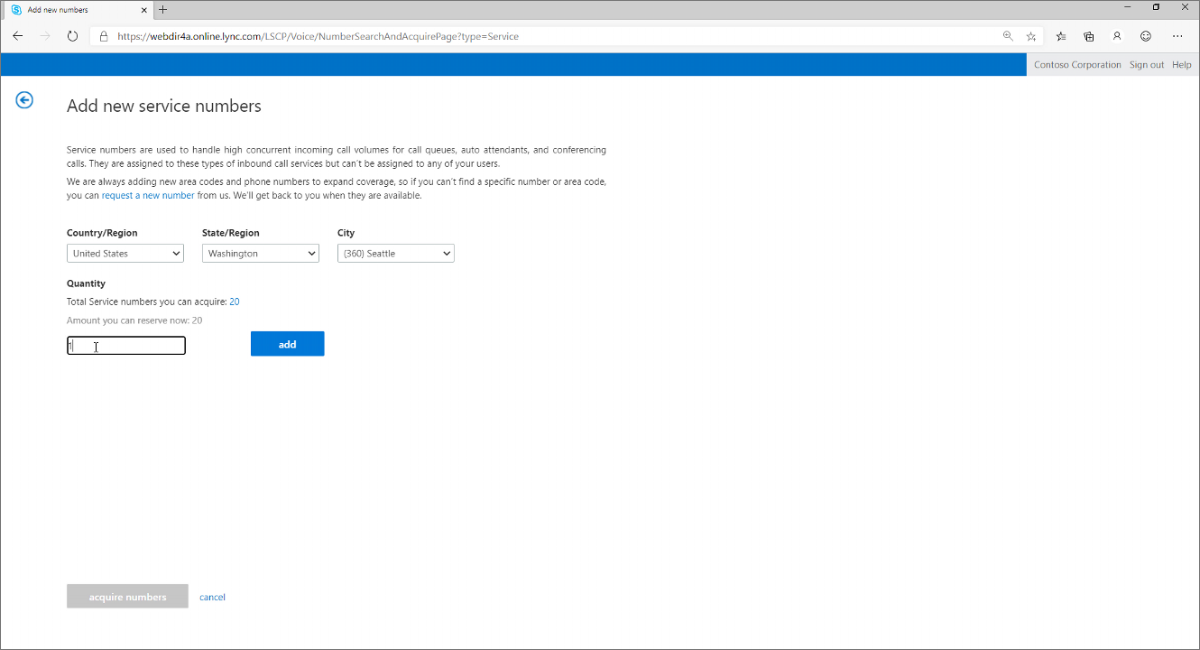 Add new numbers
https://webdir4a.online.lync.com/LSCP/Voice/NumberSearchAndAcquirePage?type=Service
Contoso Corporation Sign out Help
Add new service numbers
Service numbers are used to handle high concurrent incoming call volumes for call queues, auto attendants, and conferencing
calls. They are assigned to these types of inbound call services but can't be assigned to any of your users.
We are always adding new area codes and phone numbers to expand coverage, so if you can't find a specific number or area code,
you can request a new number from us. We'll get back to you when they are available.
Country/Region State/Region City
United States Washington (360) Seattle
Quantity
Total Service numbers you can acquire: 20
Amount you can reserve now: 20
1 add
acquire numbers cancel